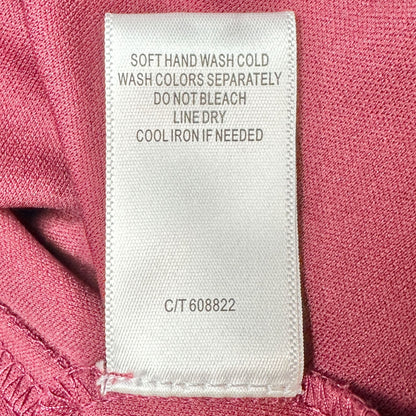 SOFT HAND WASH COLD
WASH COLORS SEPARATELY
DO NOT BLEACH
LINE DRY
COOL IRON IF NEEDED
C/T 608822